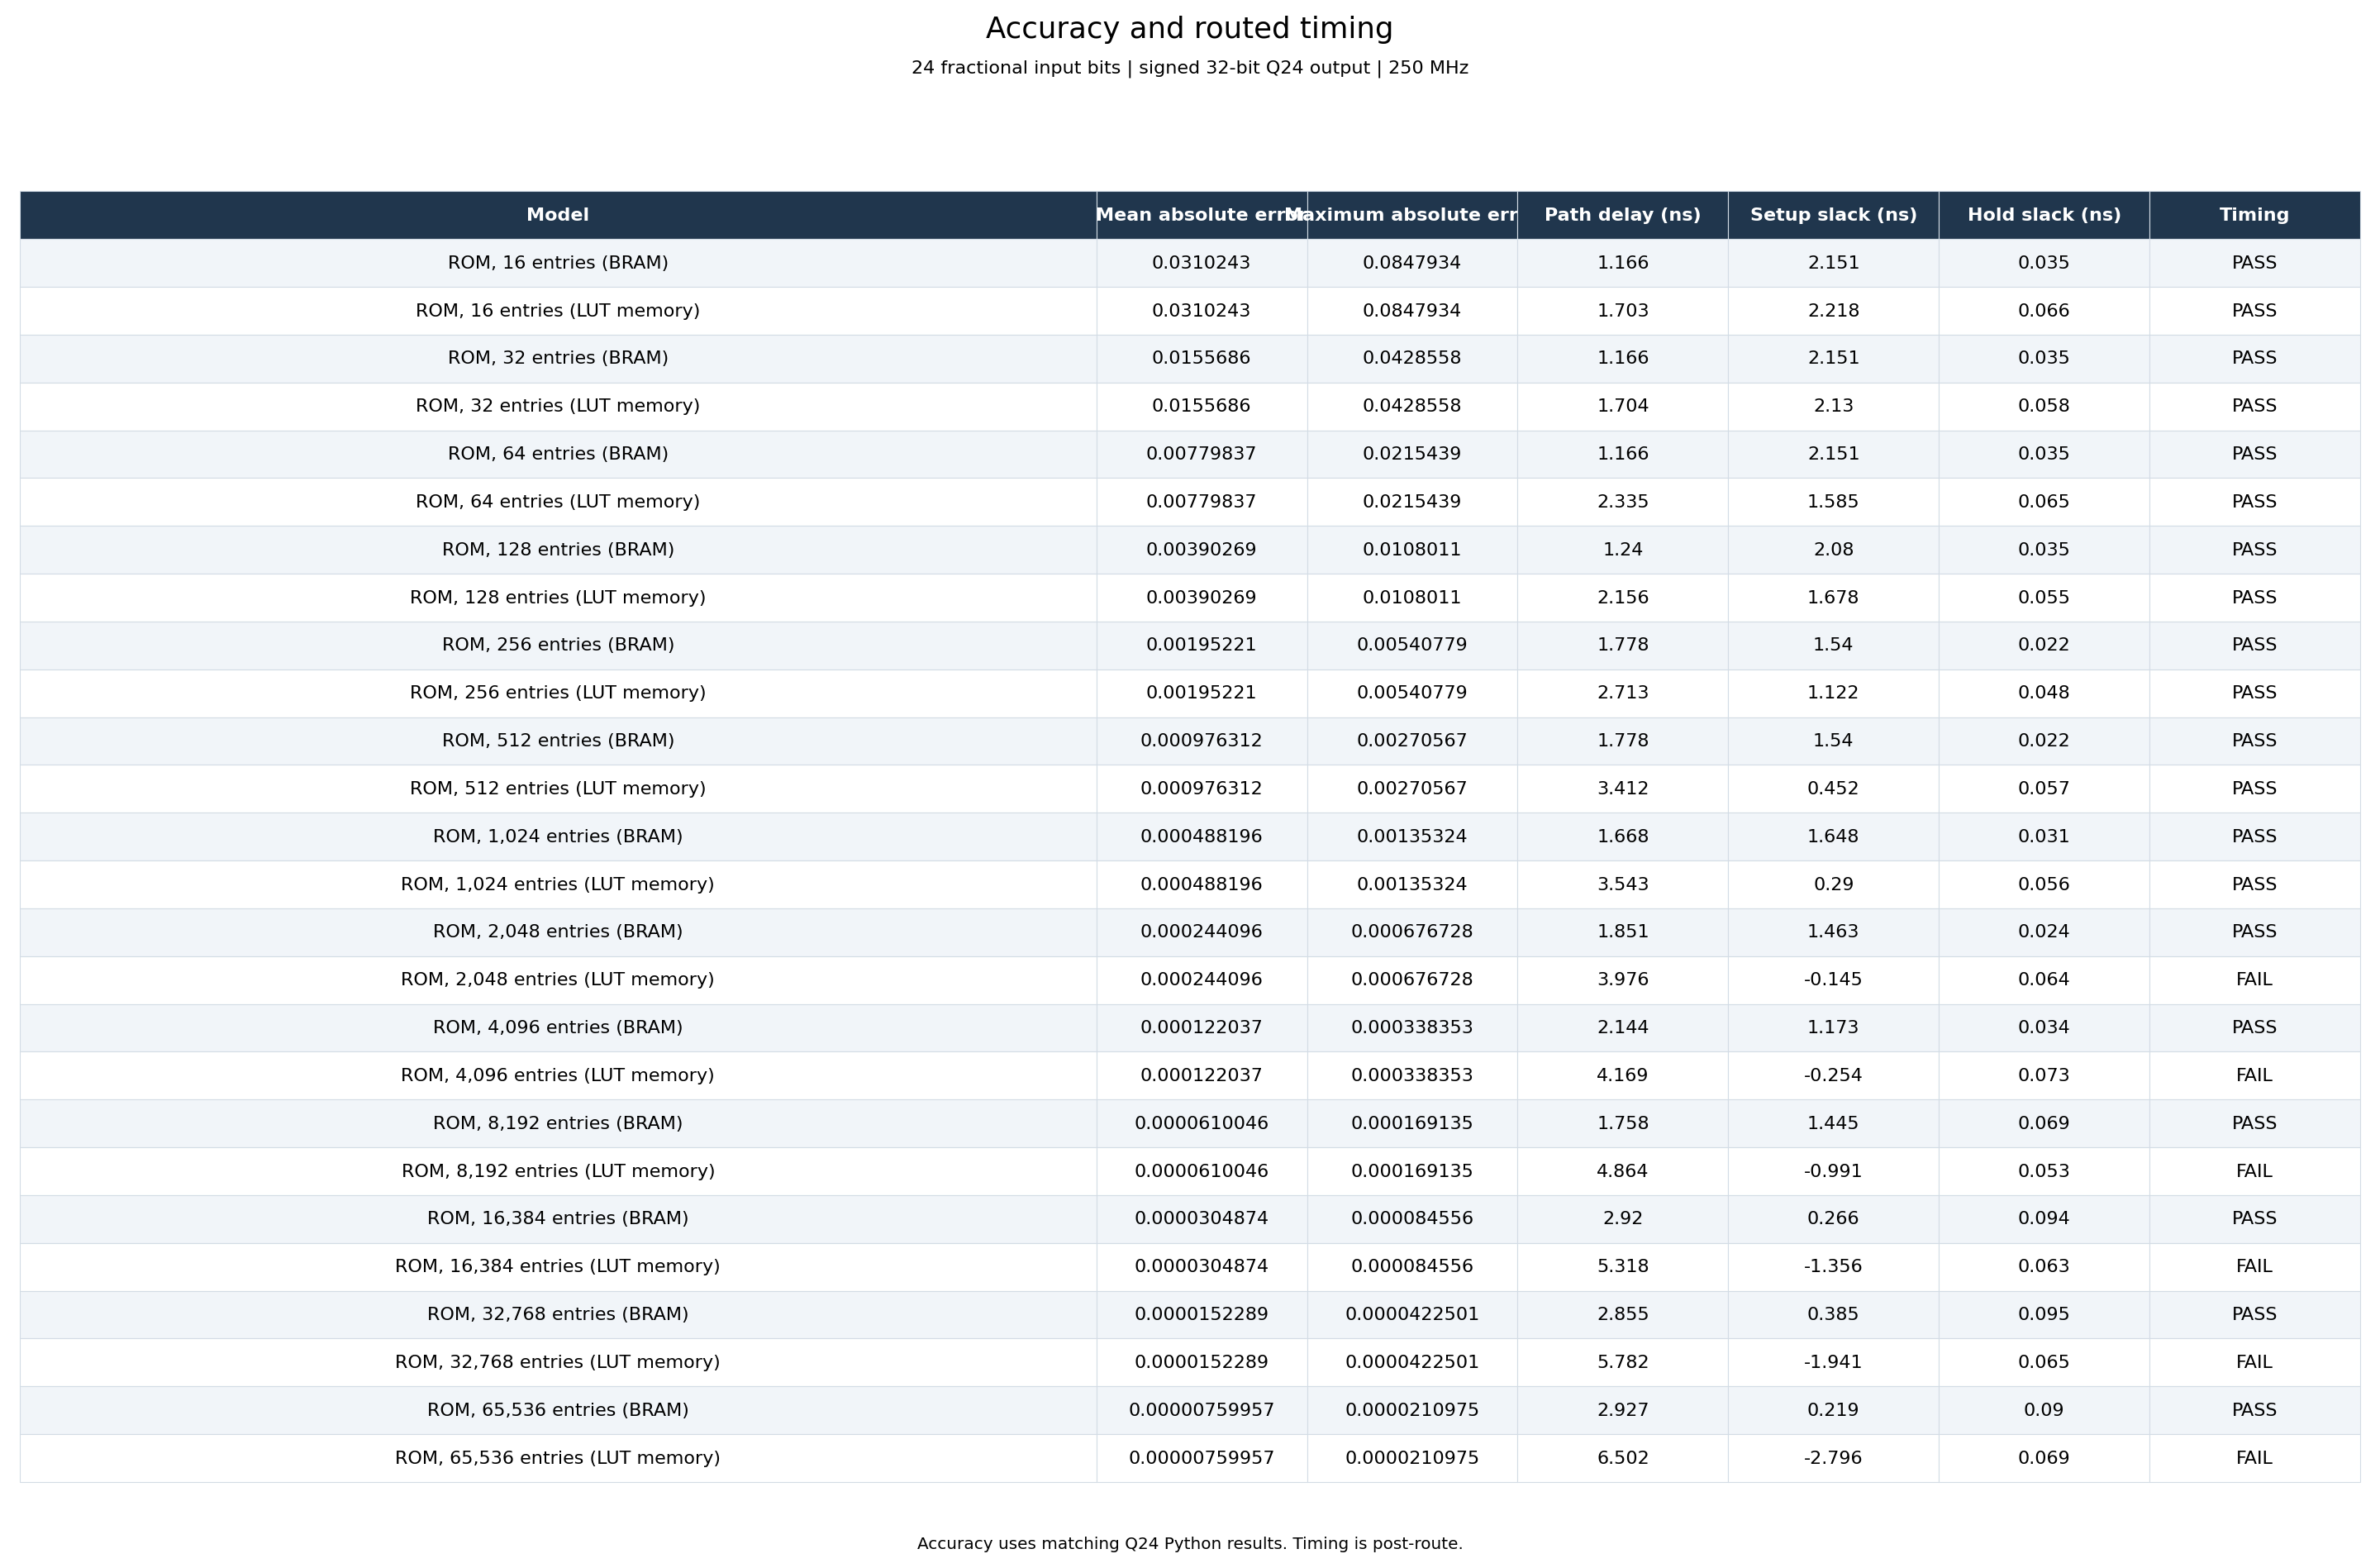 Accuracy and routed timing
24 fractional input bits | signed 32-bit Q24 output | 250 MHz
Model Mean absolute error Maximum absolute err Path delay (ns) Setup slack (ns) Hold slack (ns) Timing
ROM, 16 entries (BRAM) 0.0310243 0.0847934 1.166 2.151 0.035 PASS
ROM, 16 entries (LUT memory) 0.0310243 0.0847934 1.703 2.218 0.066 PASS
ROM, 32 entries (BRAM) 0.0155686 0.0428558 1.166 2.151 0.035 PASS
ROM, 32 entries (LUT memory) 0.0155686 0.0428558 1.704 2.13 0.058 PASS
ROM, 64 entries (BRAM) 0.00779837 0.0215439 1.166 2.151 0.035 PASS
ROM, 64 entries (LUT memory) 0.00779837 0.0215439 2.335 1.585 0.065 PASS
ROM, 128 entries (BRAM) 0.00390269 0.0108011 1.24 2.08 0.035 PASS
ROM, 128 entries (LUT memory) 0.00390269 0.0108011 2.156 1.678 0.055 PASS
ROM, 256 entries (BRAM) 0.00195221 0.00540779 1.778 1.54 0.022 PASS
ROM, 256 entries (LUT memory) 0.00195221 0.00540779 2.713 1.122 0.048 PASS
ROM, 512 entries (BRAM) 0.000976312 0.00270567 1.778 1.54 0.022 PASS
ROM, 512 entries (LUT memory) 0.000976312 0.00270567 3.412 0.452 0.057 PASS
ROM, 1,024 entries (BRAM) 0.000488196 0.00135324 1.668 1.648 0.031 PASS
ROM, 1,024 entries (LUT memory) 0.000488196 0.00135324 3.543 0.29 0.056 PASS
ROM, 2,048 entries (BRAM) 0.000244096 0.000676728 1.851 1.463 0.024 PASS
ROM, 2,048 entries (LUT memory) 0.000244096 0.000676728 3.976 -0.145 0.064 FAIL
ROM, 4,096 entries (BRAM) 0.000122037 0.000338353 2.144 1.173 0.034 PASS
ROM, 4,096 entries (LUT memory) 0.000122037 0.000338353 4.169 -0.254 0.073 FAIL
ROM, 8,192 entries (BRAM) 0.0000610046 0.000169135 1.758 1.445 0.069 PASS
ROM, 8,192 entries (LUT memory) 0.0000610046 0.000169135 4.864 -0.991 0.053 FAIL
ROM, 16,384 entries (BRAM) 0.0000304874 0.000084556 2.92 0.266 0.094 PASS
ROM, 16,384 entries (LUT memory) 0.0000304874 0.000084556 5.318 -1.356 0.063 FAIL
ROM, 32,768 entries (BRAM) 0.0000152289 0.0000422501 2.855 0.385 0.095 PASS
ROM, 32,768 entries (LUT memory) 0.0000152289 0.0000422501 5.782 -1.941 0.065 FAIL
ROM, 65,536 entries (BRAM) 0.00000759957 0.0000210975 2.927 0.219 0.09 PASS
ROM, 65,536 entries (LUT memory) 0.00000759957 0.0000210975 6.502 -2.796 0.069 FAIL
Accuracy uses matching Q24 Python results. Timing is post-route.